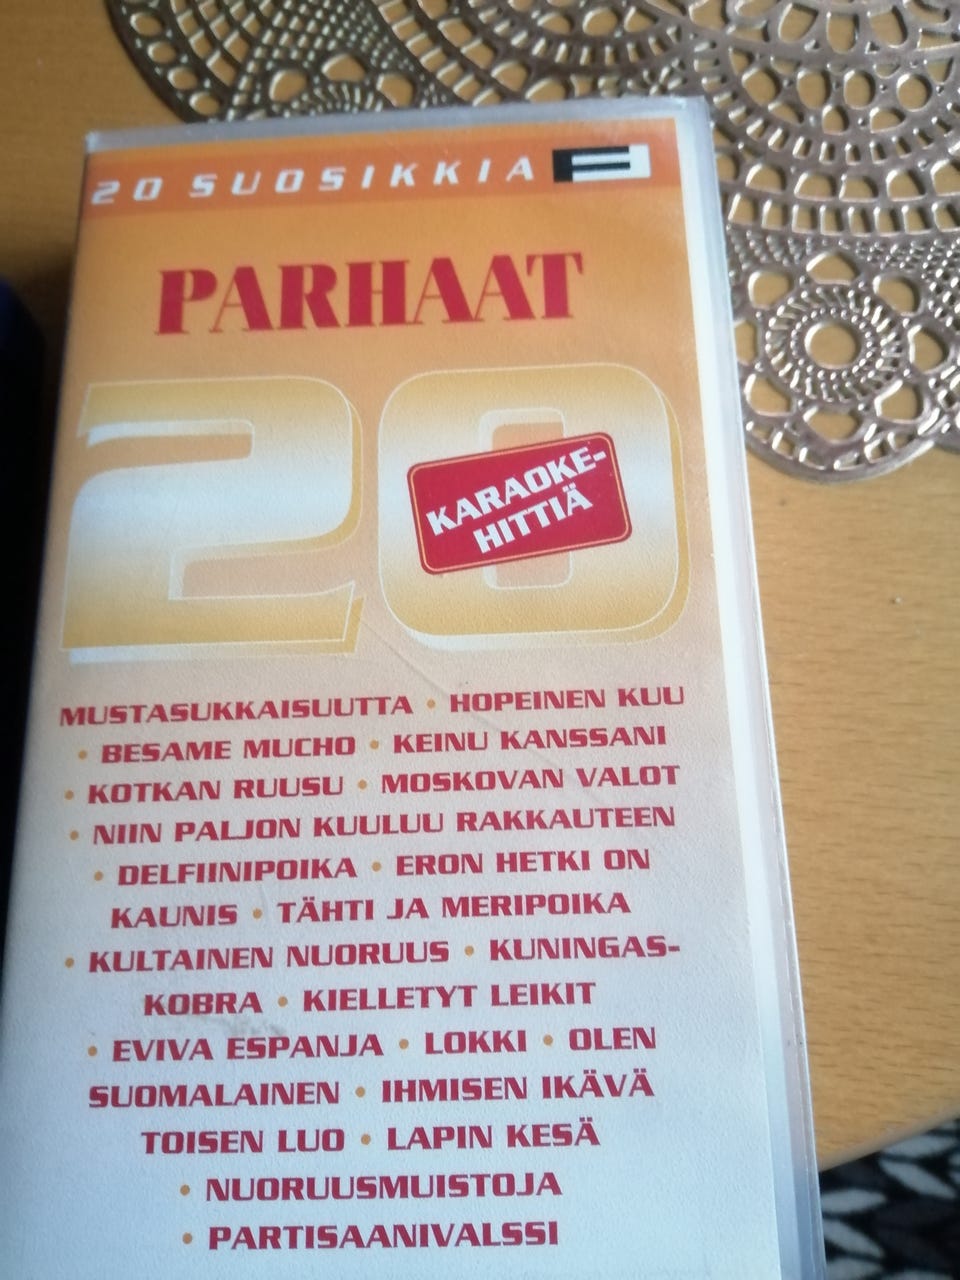 20 SUOSIKKIA
PARHAAT
20
KARAOKE-
HITTIÄ
MUSTASUKKAISUUTTA • HOPEINEN KUU
• BESAME MUCHO • KEINU KANSSANI
• KOTKAN RUUSU • MOSKOVAN VALOT
• NIIN PALJON KUULUU RAKKAUTEEN
• DELFIINIPOIKA • ERON HETKI ON
KAUNIS • TÄHTI JA MERIPOIKA
• KULTAINEN NUORUUS • KUNINGAS-
KOBRA • KIELLETYT LEIKIT
• EVIVA ESPANJA • LOKKI • OLEN
SUOMALAINEN • IHMISEN IKÄVÄ
TOISEN LUO • LAPIN KESÄ
• NUORUUSMUISTOJA
• PARTISAANIVALSSI